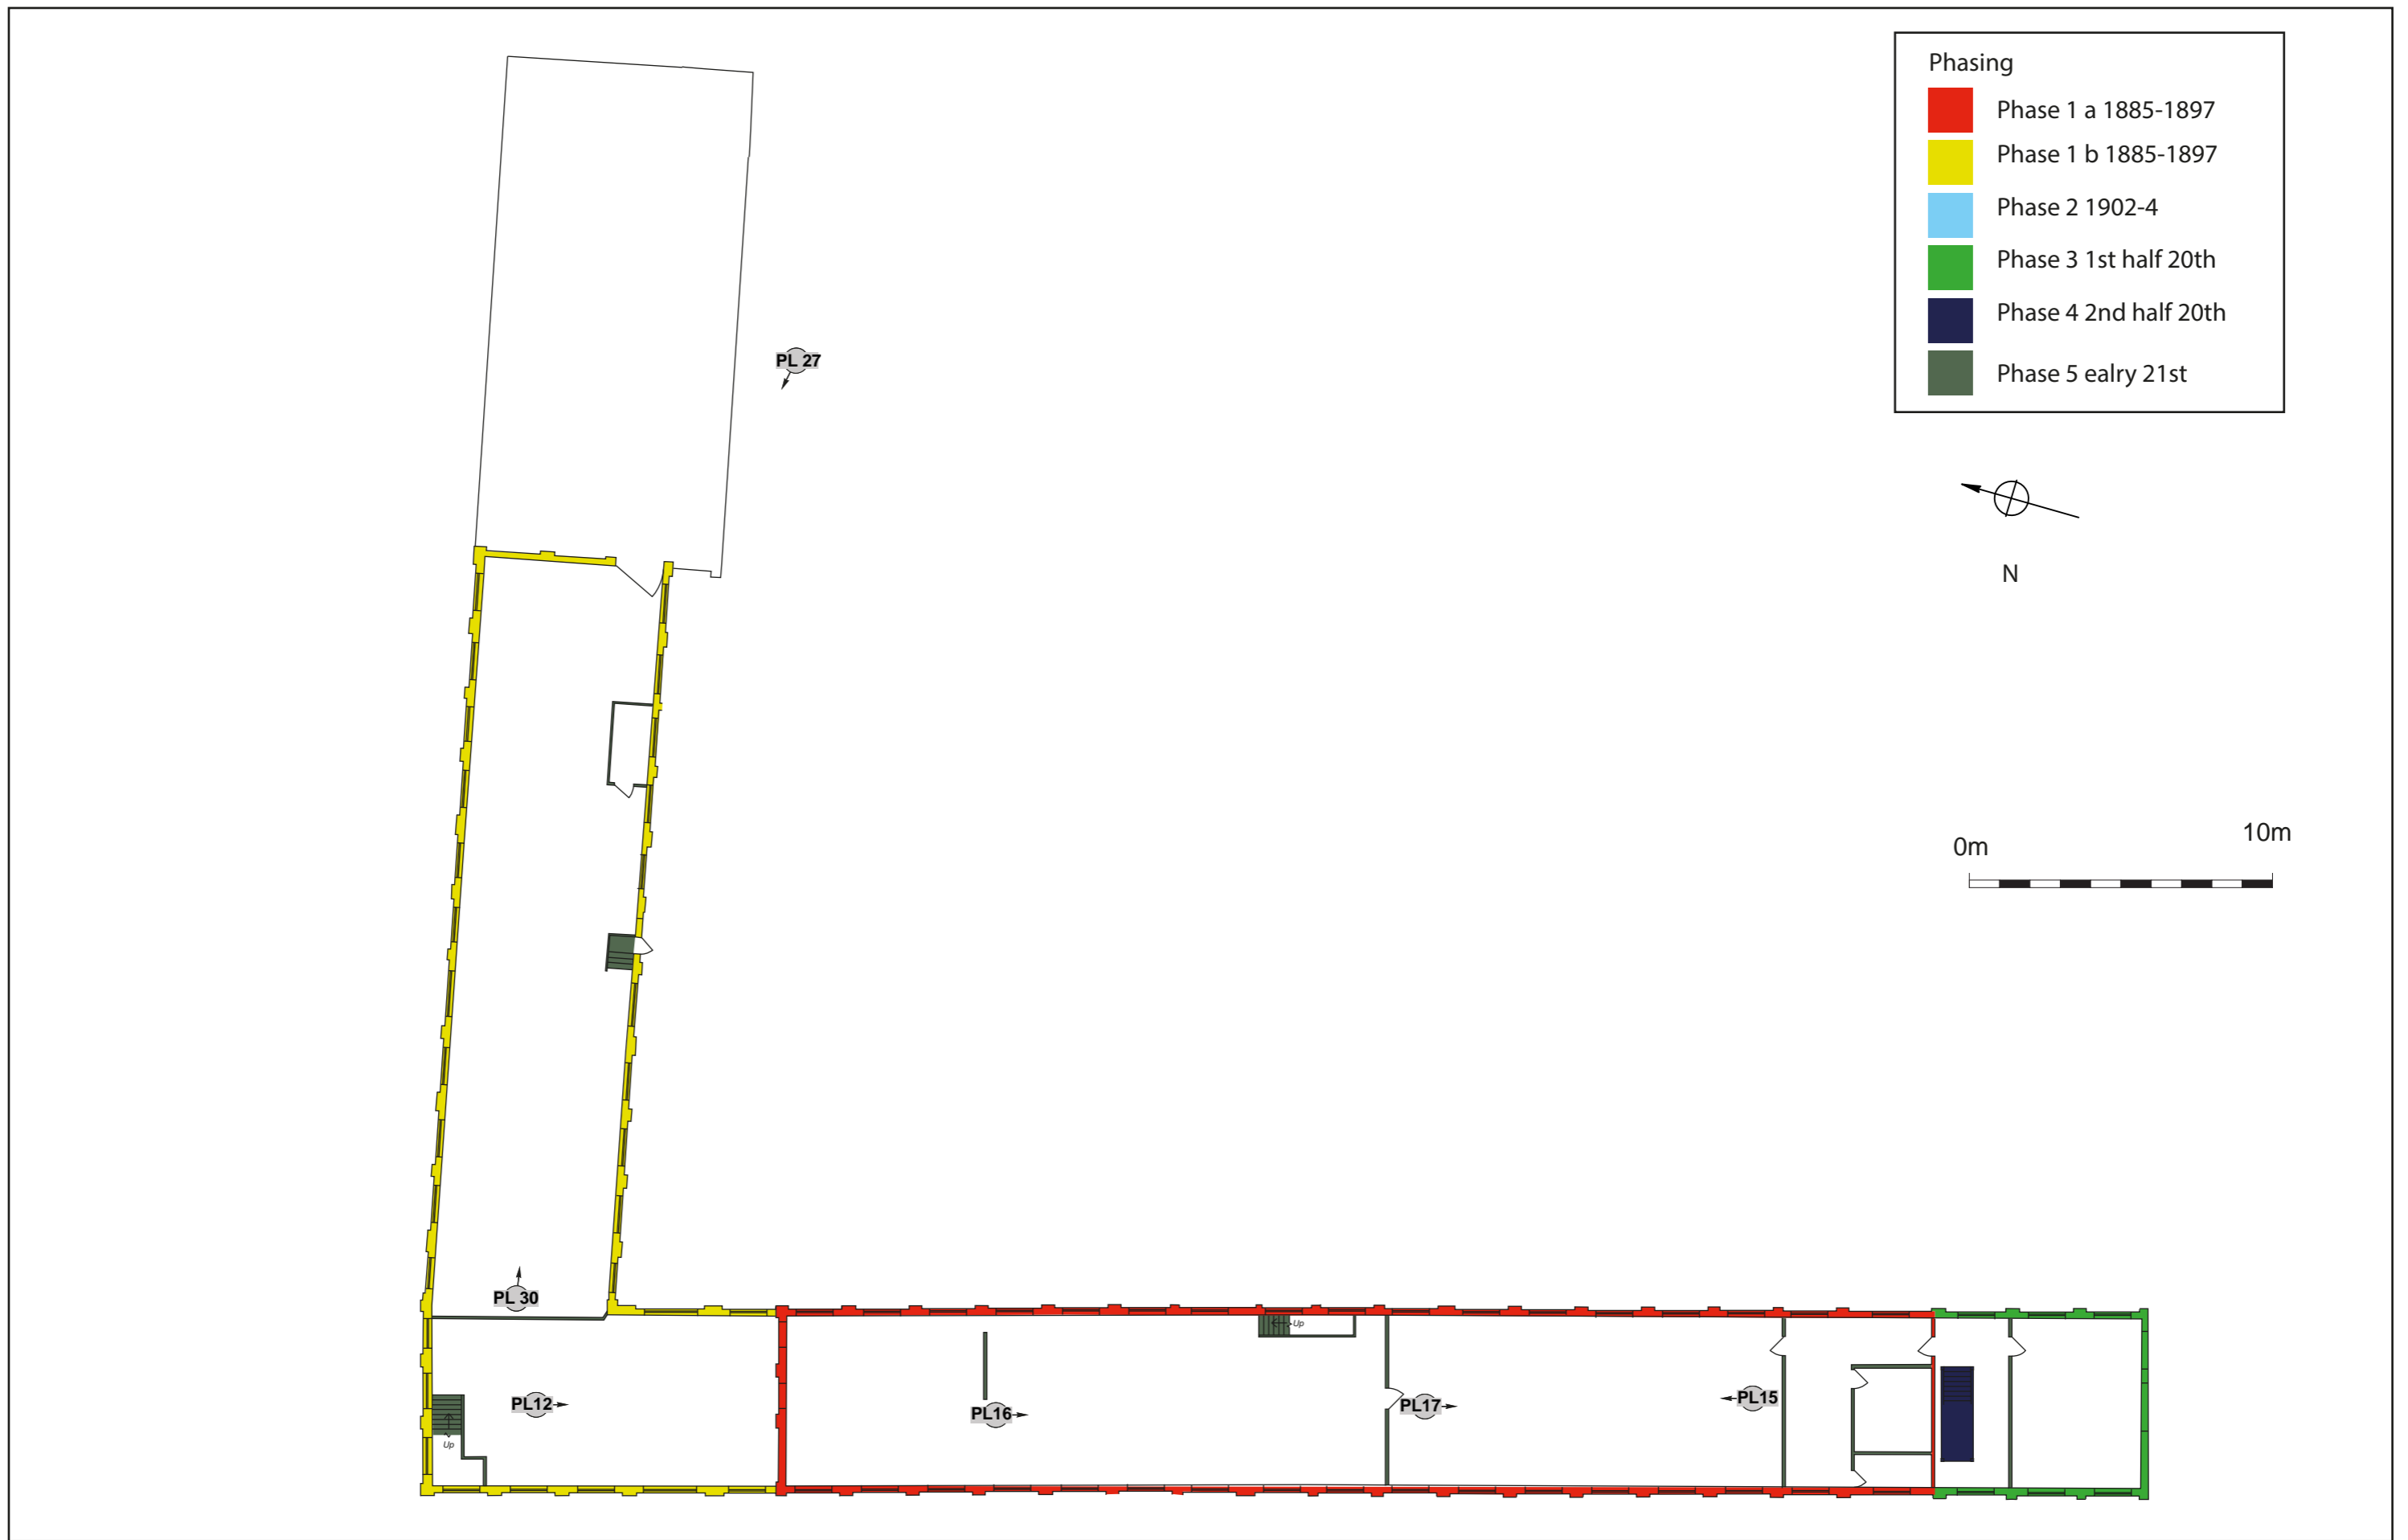 Phasing
Phase 1 a 1885-1897
Phase 1 b 1885-1897
Phase 2 1902-4
Phase 3 1st half 20th
Phase 4 2nd half 20th
Phase 5 ealry 21st
PL 27
N
0m
10m
PL 30
Up
PL12
PL16
PL17
PL15
Up